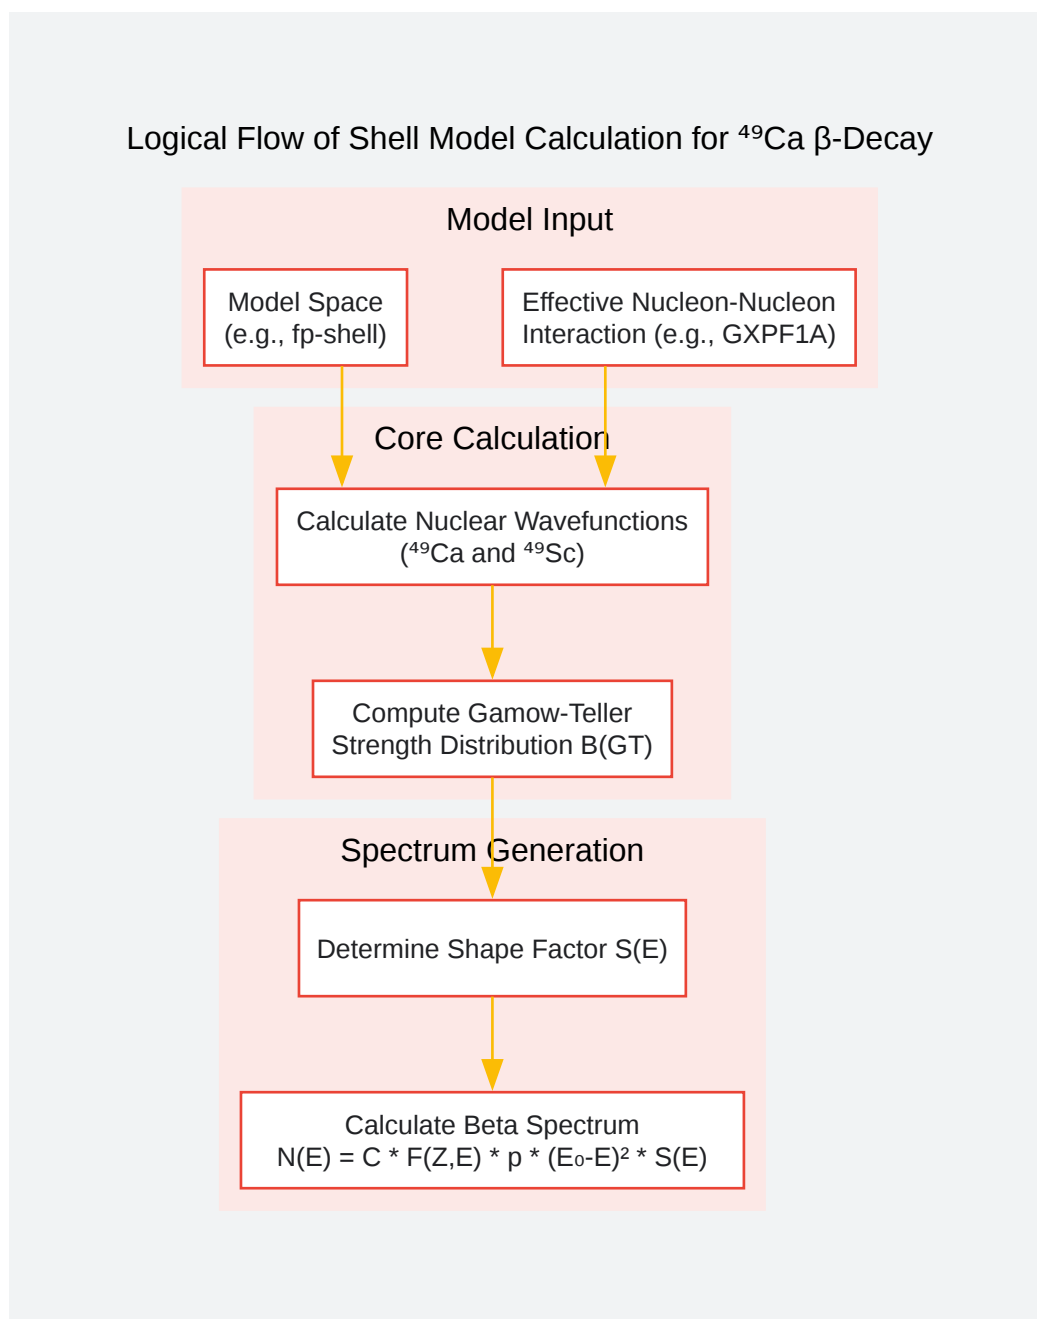 Logical Flow of Shell Model Calculation for ⁴⁹Ca β-Decay
Model Input
Model Space
(e.g., fp-shell)
Effective Nucleon-Nucleon
Interaction (e.g., GXPF1A)
Core Calculation
Calculate Nuclear Wavefunctions
(⁴⁹Ca and ⁴⁹Sc)
Compute Gamow-Teller
Strength Distribution B(GT)
Spectrum Generation
Determine Shape Factor S(E)
Calculate Beta Spectrum
N(E) = C * F(Z,E) * p * (E₀-E)² * S(E)